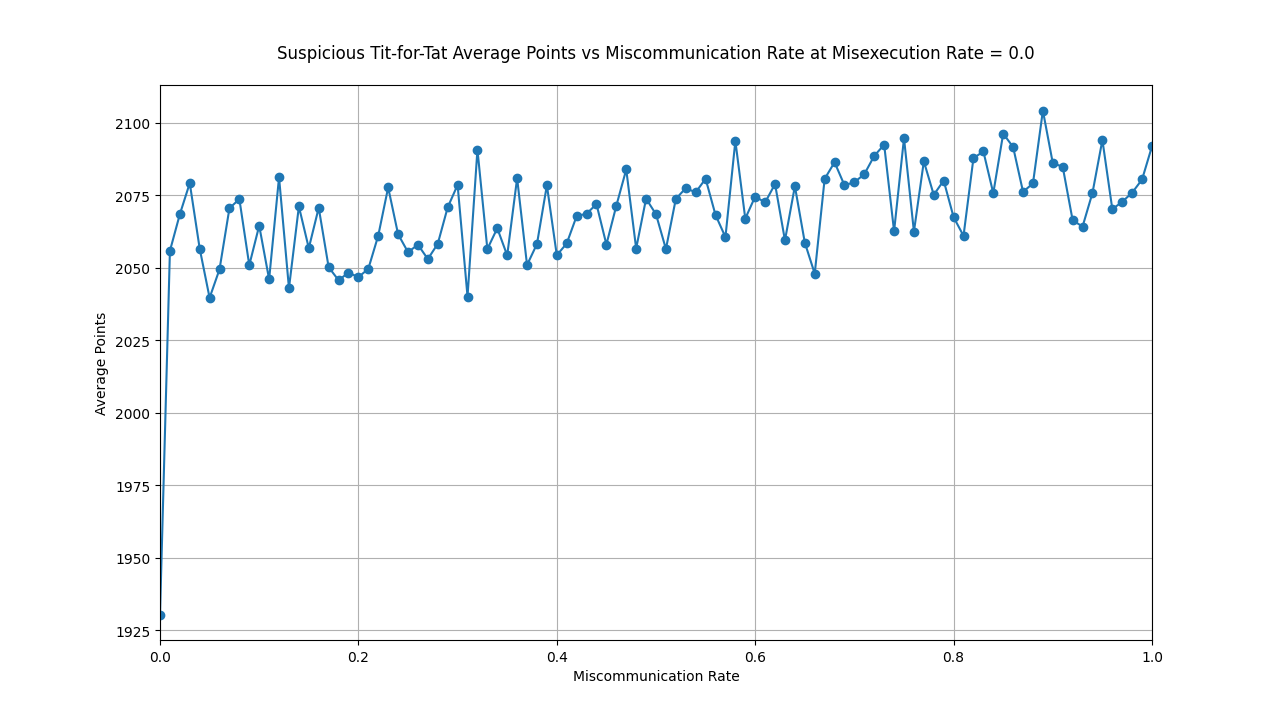 Suspicious Tit-for-Tat Average Points vs Miscommunication Rate at Misexecution Rate = 0.0
Average Points
2100
2075
2050
2025
2000
1975
1950
1925
0.0 0.2 0.4 0.6 0.8 1.0
Miscommunication Rate